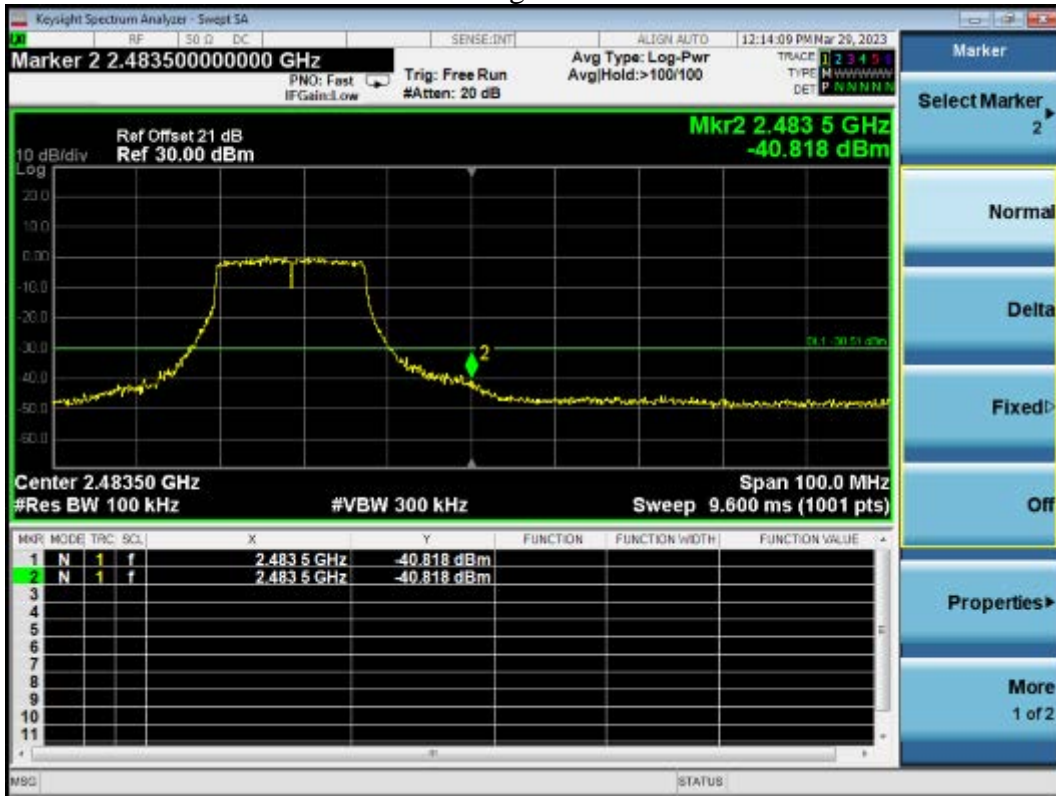 Keysight Spectrum Analyzer - Swept SA
RF 50 Ω DC SENSE:INT ALIGN AUTO 12:14:09 PM Mar 29, 2023
Marker 2 2.483500000000 GHz
PNO: Fast
IFGain:Low
Trig: Free Run
#Atten: 20 dB
Avg Type: Log-Pwr
Avg|Hold:>100/100
TRACE 1 2 3 4 5 6
TYPE M W W W W W
DET P N N N N N
Ref Offset 21 dB
10 dB/div Ref 30.00 dBm
Log
Mkr2 2.483 5 GHz
-40.818 dBm
20.0
10.0
0.00
-10.0
-20.0
-30.0
-40.0
-50.0
-60.0
DL1 -30.51 dBm
2
Center 2.48350 GHz Span 100.0 MHz
#Res BW 100 kHz #VBW 300 kHz Sweep 9.600 ms (1001 pts)
MKR MODE TRC SCL X Y FUNCTION FUNCTION WIDTH FUNCTION VALUE
1 N 1 f 2.483 5 GHz -40.818 dBm
2 N 1 f 2.483 5 GHz -40.818 dBm
3
4
5
6
7
8
9
10
11
MSG STATUS
Marker
Select Marker
2
Normal
Delta
Fixed
Off
Properties
More
1 of 2